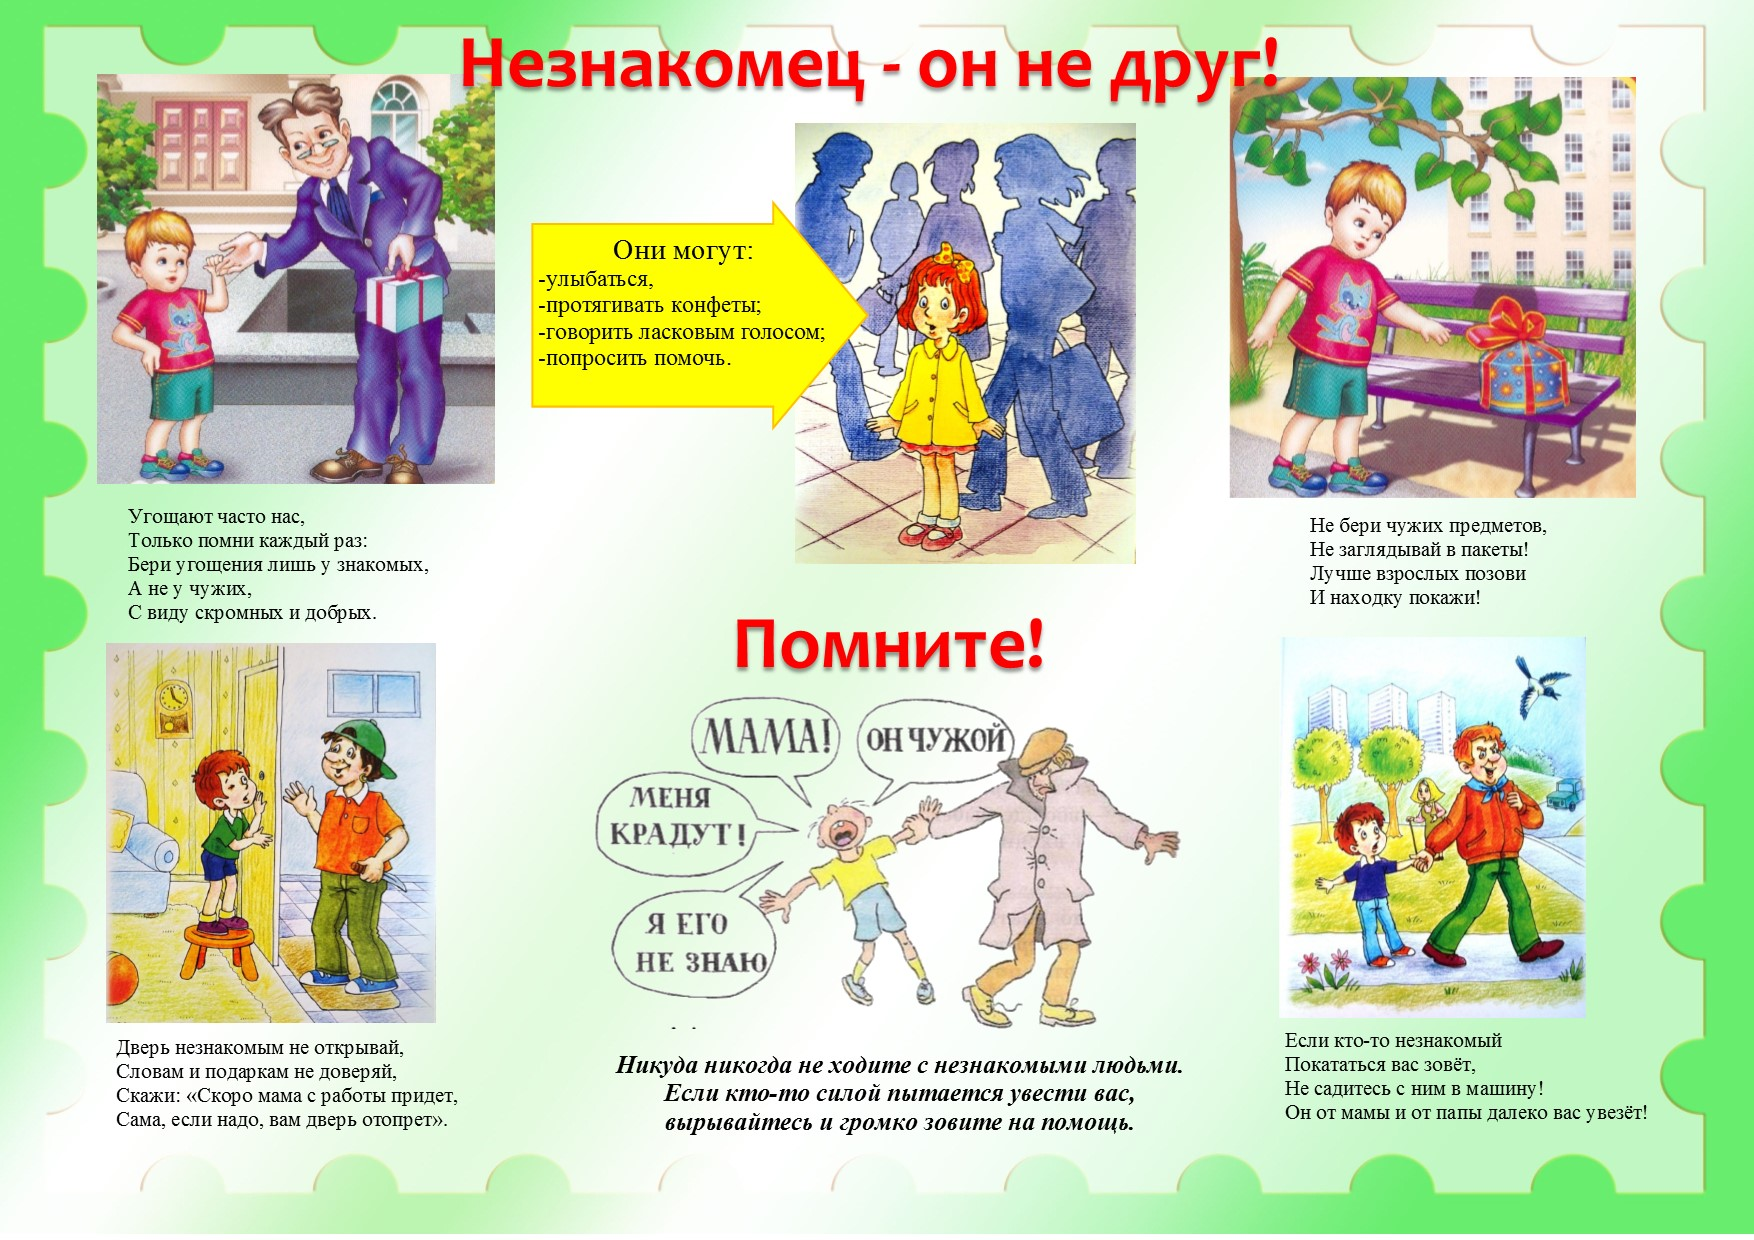 Незнакомец - он не друг!
Они могут:
-улыбаться,
-протягивать конфеты;
-говорить ласковым голосом;
-попросить помочь.
Угощают часто нас,
Только помни каждый раз:
Бери угощения лишь у знакомых,
А не у чужих,
С виду скромных и добрых.
Не бери чужих предметов,
Не заглядывай в пакеты!
Лучше взрослых позови
И находку покажи!
Помните!
МАМА!
ОН ЧУЖОЙ
МЕНЯ
КРАДУТ!
Я ЕГО
НЕ ЗНАЮ
Дверь незнакомым не открывай,
Словам и подаркам не доверяй,
Скажи: «Скоро мама с работы придет,
Сама, если надо, вам дверь отопрет».
Никуда никогда не ходите с незнакомыми людьми.
Если кто-то силой пытается увести вас,
вырывайтесь и громко зовите на помощь.
Если кто-то незнакомый
Покататься вас зовёт,
Не садитесь с ним в машину!
Он от мамы и от папы далеко вас увезёт!